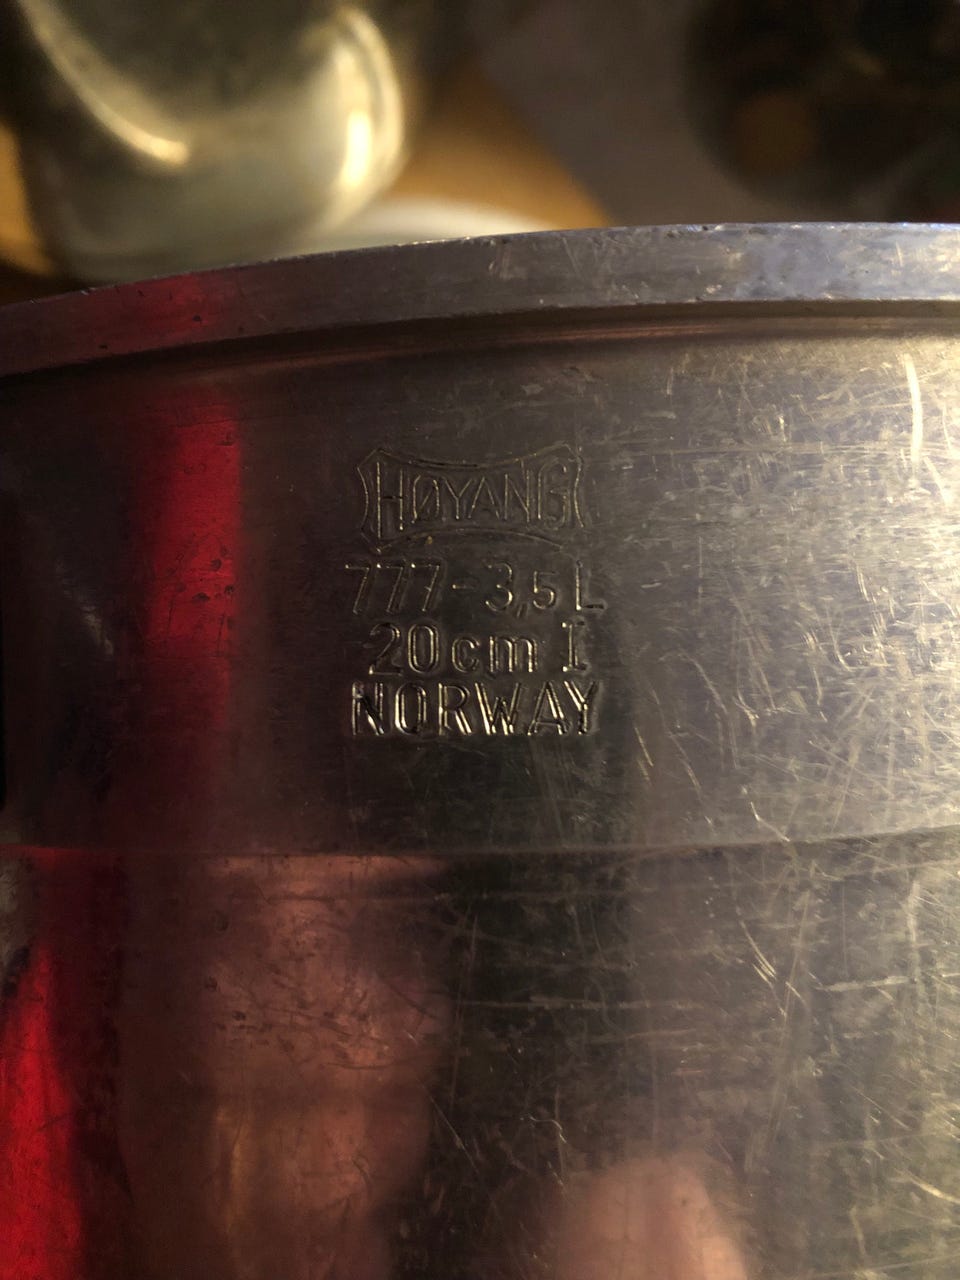 HØYANG
777-3,5 L
20cm I
NORWAY